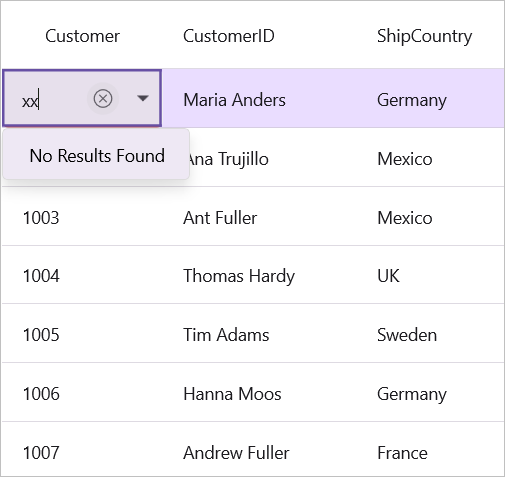 Customer CustomerID ShipCountry
xx Maria Anders Germany
No Results Found
Ana Trujillo Mexico
1003 Ant Fuller Mexico
1004 Thomas Hardy UK
1005 Tim Adams Sweden
1006 Hanna Moos Germany
1007 Andrew Fuller France